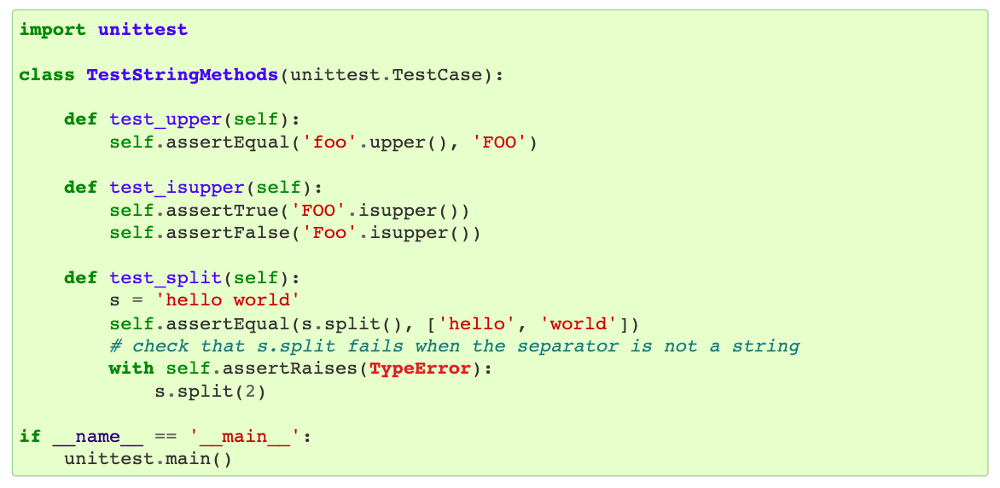 import unittest

class TestStringMethods(unittest.TestCase):

    def test_upper(self):
        self.assertEqual('foo'.upper(), 'FOO')

    def test_isupper(self):
        self.assertTrue('FOO'.isupper())
        self.assertFalse('Foo'.isupper())

    def test_split(self):
        s = 'hello world'
        self.assertEqual(s.split(), ['hello', 'world'])
        # check that s.split fails when the separator is not a string
        with self.assertRaises(TypeError):
            s.split(2)

if __name__ == '__main__':
    unittest.main()